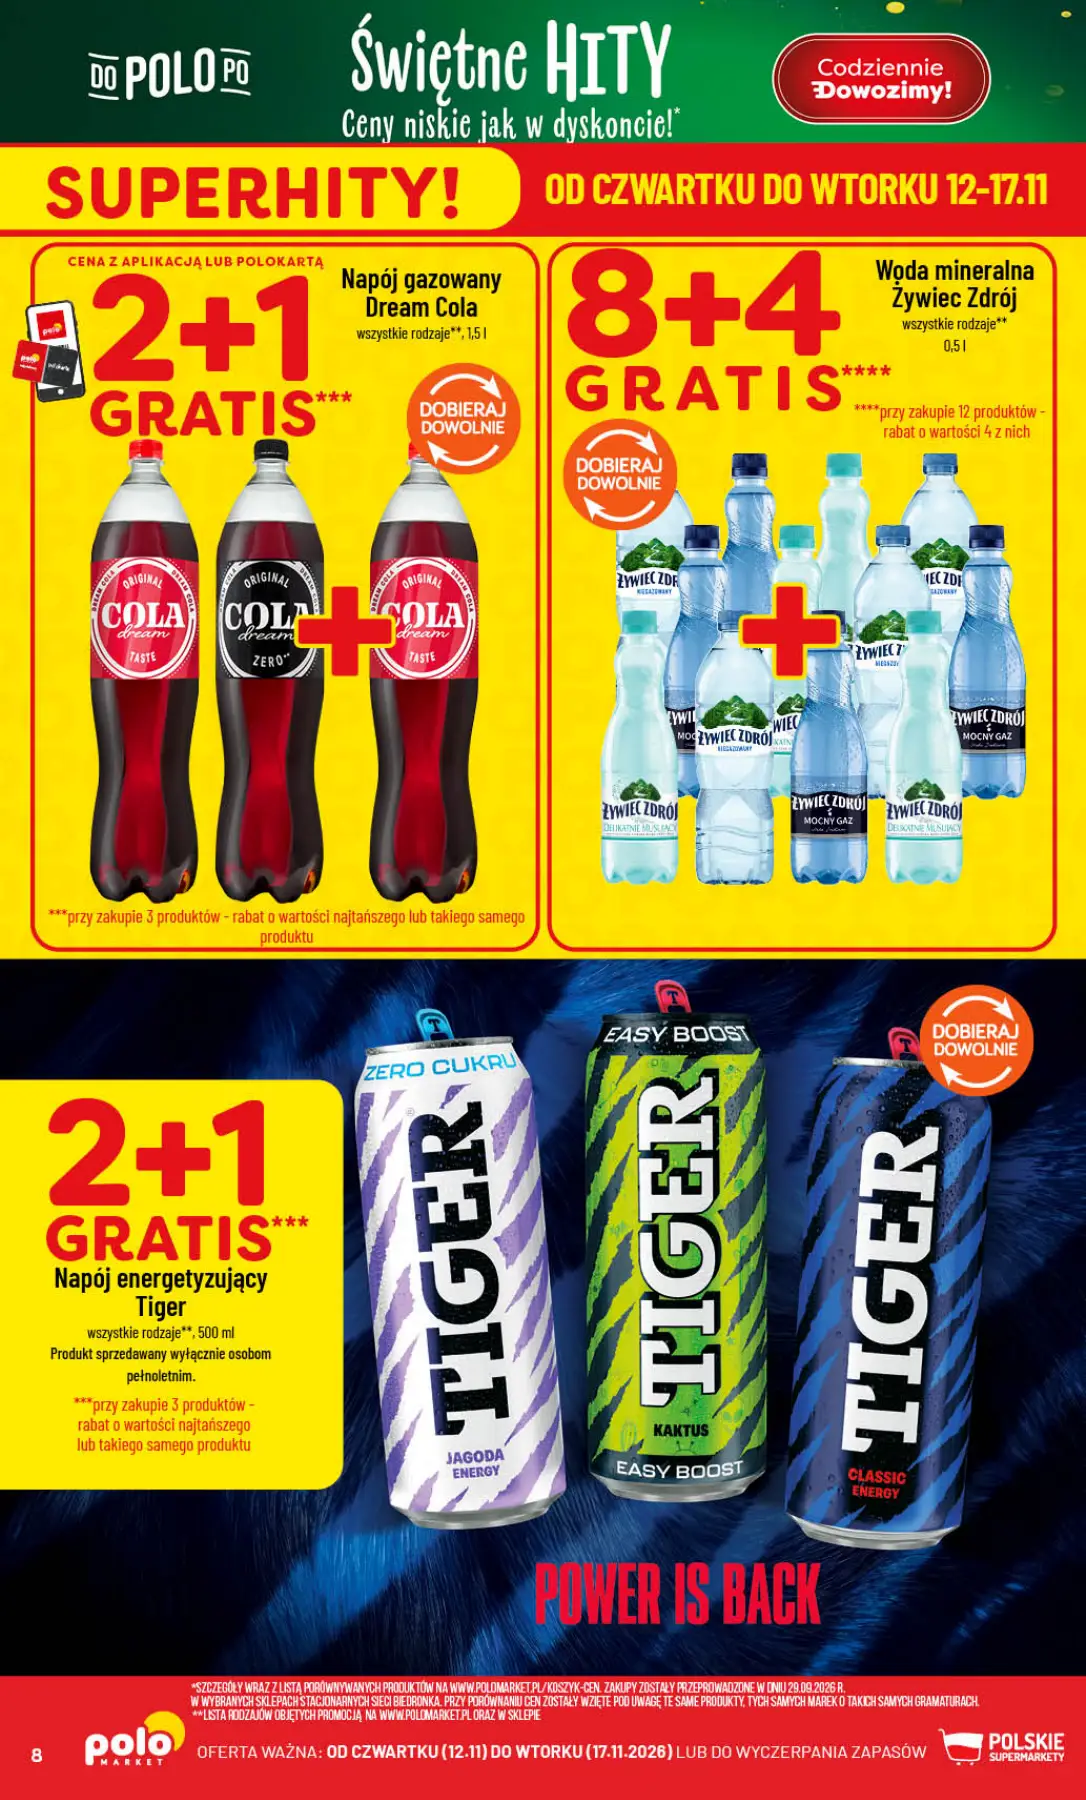 DO POLO PO
Świętne HITY
Ceny niskie jak w dyskoncie!*
Codziennie
Dowozimy!
SUPERHITY!
OD CZWARTKU DO WTORKU 12-17.11
CENA Z APLIKACJĄ LUB POLOKARTĄ
2+1
GRATIS***
Napój gazowany
Dream Cola
wszystkie rodzaje**, 1,5 l
DOBIERAJ
DOWOLNIE
polo
ORIGINAL
COLA
dream
TASTE
ORIGINAL
COLA
dream
ZERO
ORIGINAL
COLA
dream
TASTE
***przy zakupie 3 produktów - rabat o wartości najtańszego lub takiego samego
produktu
8+4
GRATIS****
Woda mineralna
Żywiec Zdrój
wszystkie rodzaje**
0,5 l
****przy zakupie 12 produktów -
rabat o wartości 4 z nich
DOBIERAJ
DOWOLNIE
ŻYWIEC ZDRÓJ
NIEGAZOWANY
ŻYWIEC ZDRÓJ
MOCNY GAZ
ŻYWIEC ZDRÓJ
DELIKATNIE MUSUJĄCY
ŻYWIEC ZDRÓJ
MOCNY GAZ
ŻYWIEC ZDRÓJ
DELIKATNIE MUSUJĄCY
2+1
GRATIS***
Napój energetyzujący
Tiger
wszystkie rodzaje**, 500 ml
Produkt sprzedawany wyłącznie osobom
pełnoletnim.
***przy zakupie 3 produktów -
rabat o wartości najtańszego
lub takiego samego produktu
ZERO CUKRU
TIGER
JAGODA
ENERGY
EASY BOOST
TIGER
KAKTUS
EASY BOOST
TIGER
CLASSIC
ENERGY
DOBIERAJ
DOWOLNIE
POWER IS BACK
*SZCZEGÓŁY WRAZ Z LISTĄ PORÓWNYWANYCH PRODUKTÓW NA WWW.POLOMARKET.PL/KOSZYK-CEN. ZAKUPY ZOSTAŁY PRZEPROWADZONE W DNIU 29.09.2026 R.
W WYBRANYCH SKLEPACH STACJONARNYCH SIECI BIEDRONKA. PRZY PORÓWNANIU CEN ZOSTAŁY WZIĘTE POD UWAGĘ TE SAME PRODUKTY, TYCH SAMYCH MAREK O TAKICH SAMYCH GRAMATURACH.
**LISTA RODZAJÓW OBJĘTYCH PROMOCJĄ NA WWW.POLOMARKET.PL ORAZ W SKLEPIE
8
polo
MARKET
OFERTA WAŻNA: OD CZWARTKU (12.11) DO WTORKU (17.11.2026) LUB DO WYCZERPANIA ZAPASÓW
POLSKIE
SUPERMARKETY